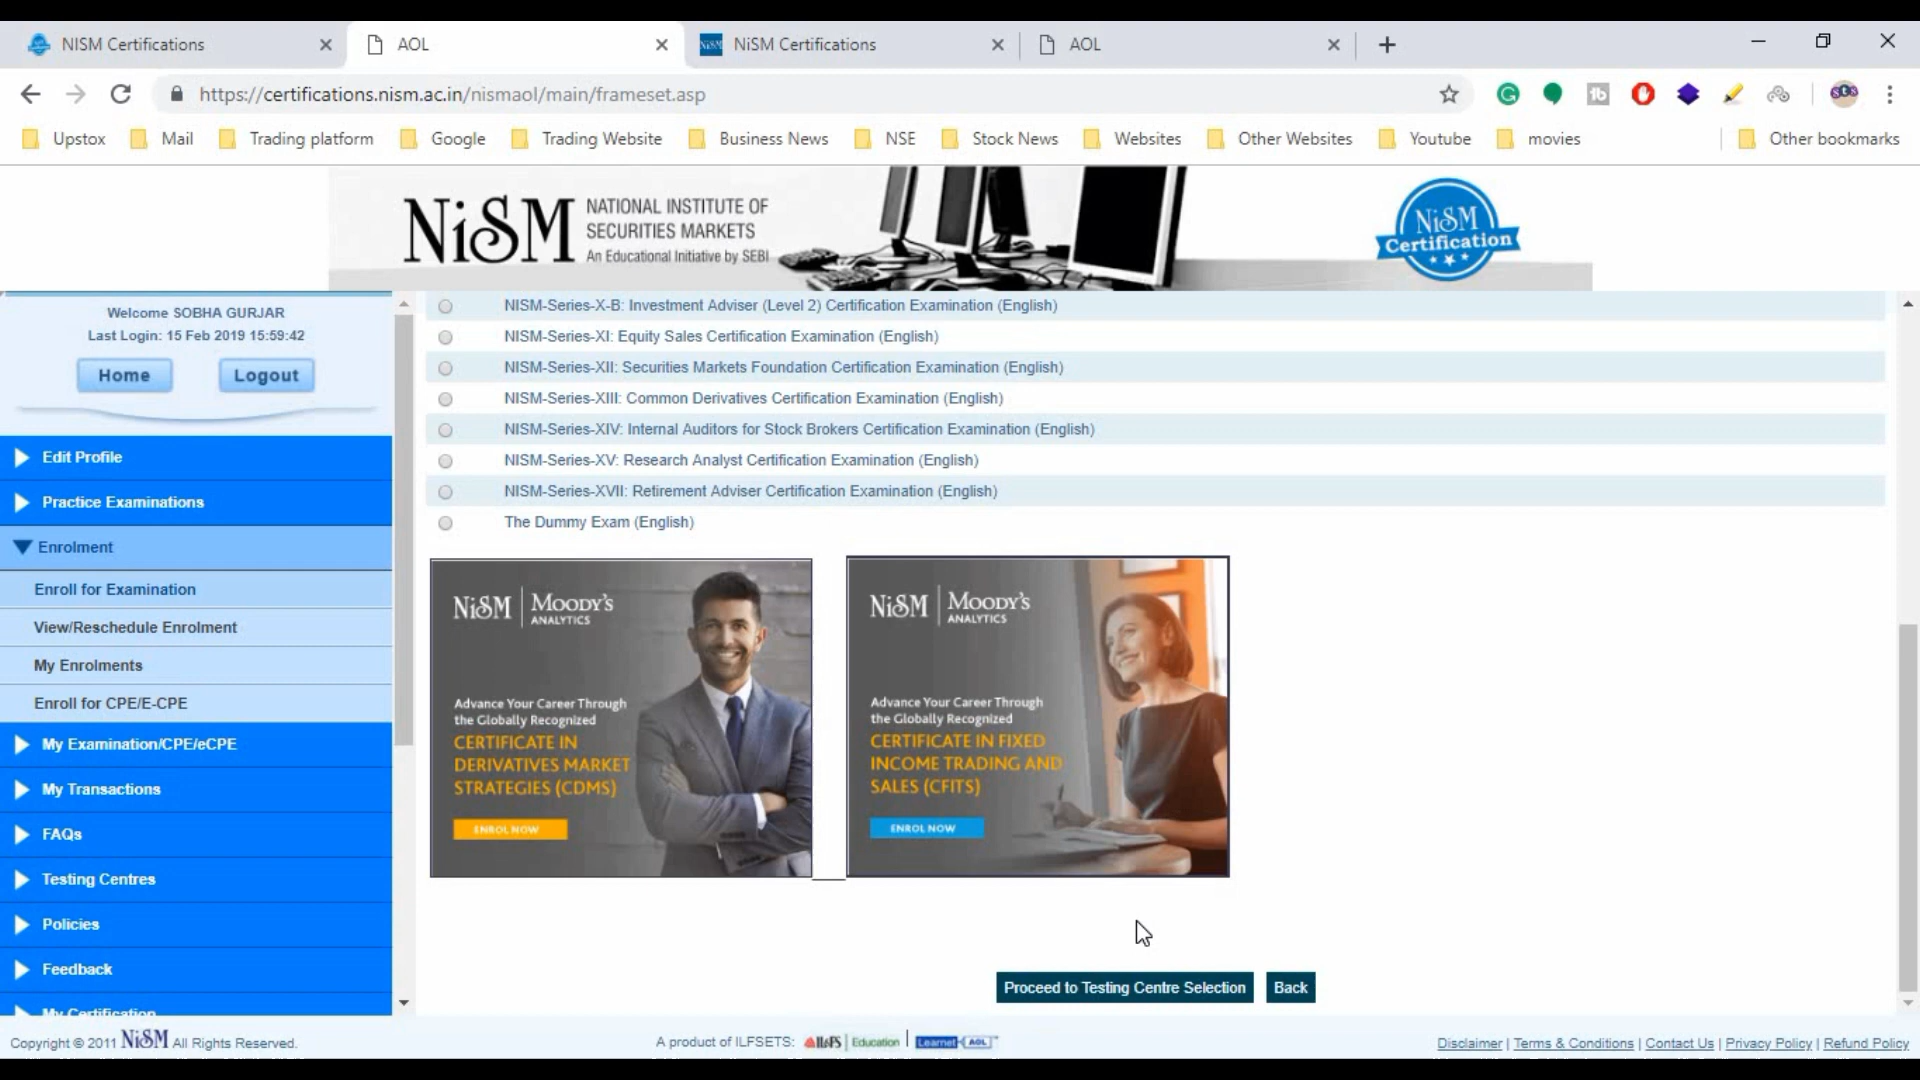 NISM Certifications
AOL
NiSM Certifications
AOL
https://certifications.nism.ac.in/nismaol/main/frameset.asp
Upstox
Mail
Trading platform
Google
Trading Website
Business News
NSE
Stock News
Websites
Other Websites
Youtube
movies
Other bookmarks
NiSM
NATIONAL INSTITUTE OF
SECURITIES MARKETS
An Educational Initiative by SEBI
NiSM
Certification
Welcome SOBHA GURJAR
Last Login: 15 Feb 2019 15:59:42
Home
Logout
Edit Profile
Practice Examinations
Enrolment
Enroll for Examination
View/Reschedule Enrolment
My Enrolments
Enroll for CPE/E-CPE
My Examination/CPE/eCPE
My Transactions
FAQs
Testing Centres
Policies
Feedback
My Certification
NISM-Series-X-B: Investment Adviser (Level 2) Certification Examination (English)
NISM-Series-XI: Equity Sales Certification Examination (English)
NISM-Series-XII: Securities Markets Foundation Certification Examination (English)
NISM-Series-XIII: Common Derivatives Certification Examination (English)
NISM-Series-XIV: Internal Auditors for Stock Brokers Certification Examination (English)
NISM-Series-XV: Research Analyst Certification Examination (English)
NISM-Series-XVII: Retirement Adviser Certification Examination (English)
The Dummy Exam (English)
NiSM | MOODY'S
ANALYTICS
Advance Your Career Through
the Globally Recognized
CERTIFICATE IN
DERIVATIVES MARKET
STRATEGIES (CDMS)
ENROL NOW
NiSM | MOODY'S
ANALYTICS
Advance Your Career Through
the Globally Recognized
CERTIFICATE IN FIXED
INCOME TRADING AND
SALES (CFITS)
ENROL NOW
Proceed to Testing Centre Selection
Back
Copyright © 2011 NiSM All Rights Reserved.
A product of ILFSETS: IL&FS | Education | Learnet AOL
Disclaimer | Terms & Conditions | Contact Us | Privacy Policy | Refund Policy